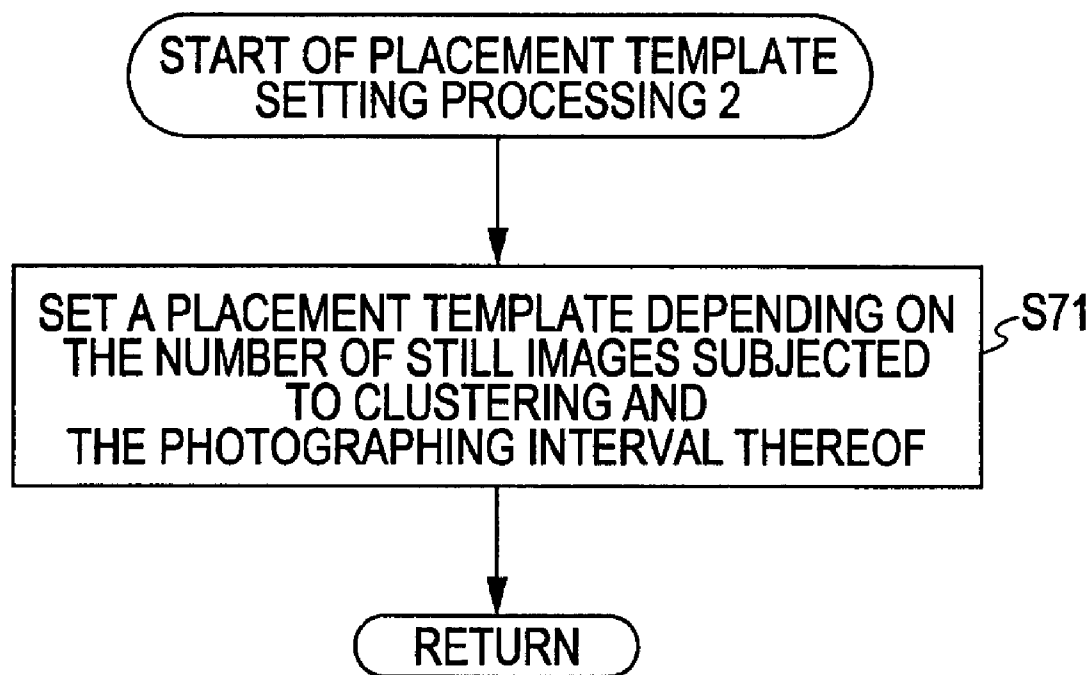 START OF PLACEMENT TEMPLATE
SETTING PROCESSING 2
SET A PLACEMENT TEMPLATE DEPENDING ON
THE NUMBER OF STILL IMAGES SUBJECTED
TO CLUSTERING AND
THE PHOTOGRAPHING INTERVAL THEREOF
S71
RETURN